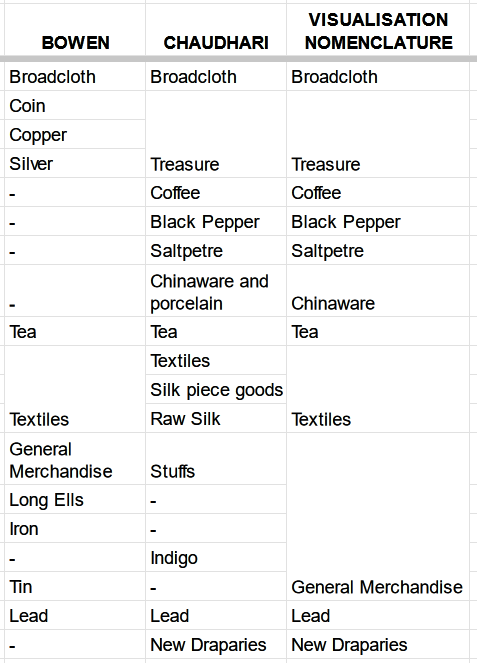 BOWEN CHAUDHARI VISUALISATION NOMENCLATURE
Broadcloth Broadcloth Broadcloth
Coin
Copper
Silver Treasure Treasure
- Coffee Coffee
- Black Pepper Black Pepper
- Saltpetre Saltpetre
- Chinaware and porcelain Chinaware
Tea Tea Tea
Textiles
Silk piece goods
Textiles Raw Silk Textiles
General Merchandise Stuffs
Long Ells -
Iron -
- Indigo
Tin - General Merchandise
Lead Lead Lead
- New Draparies New Draparies